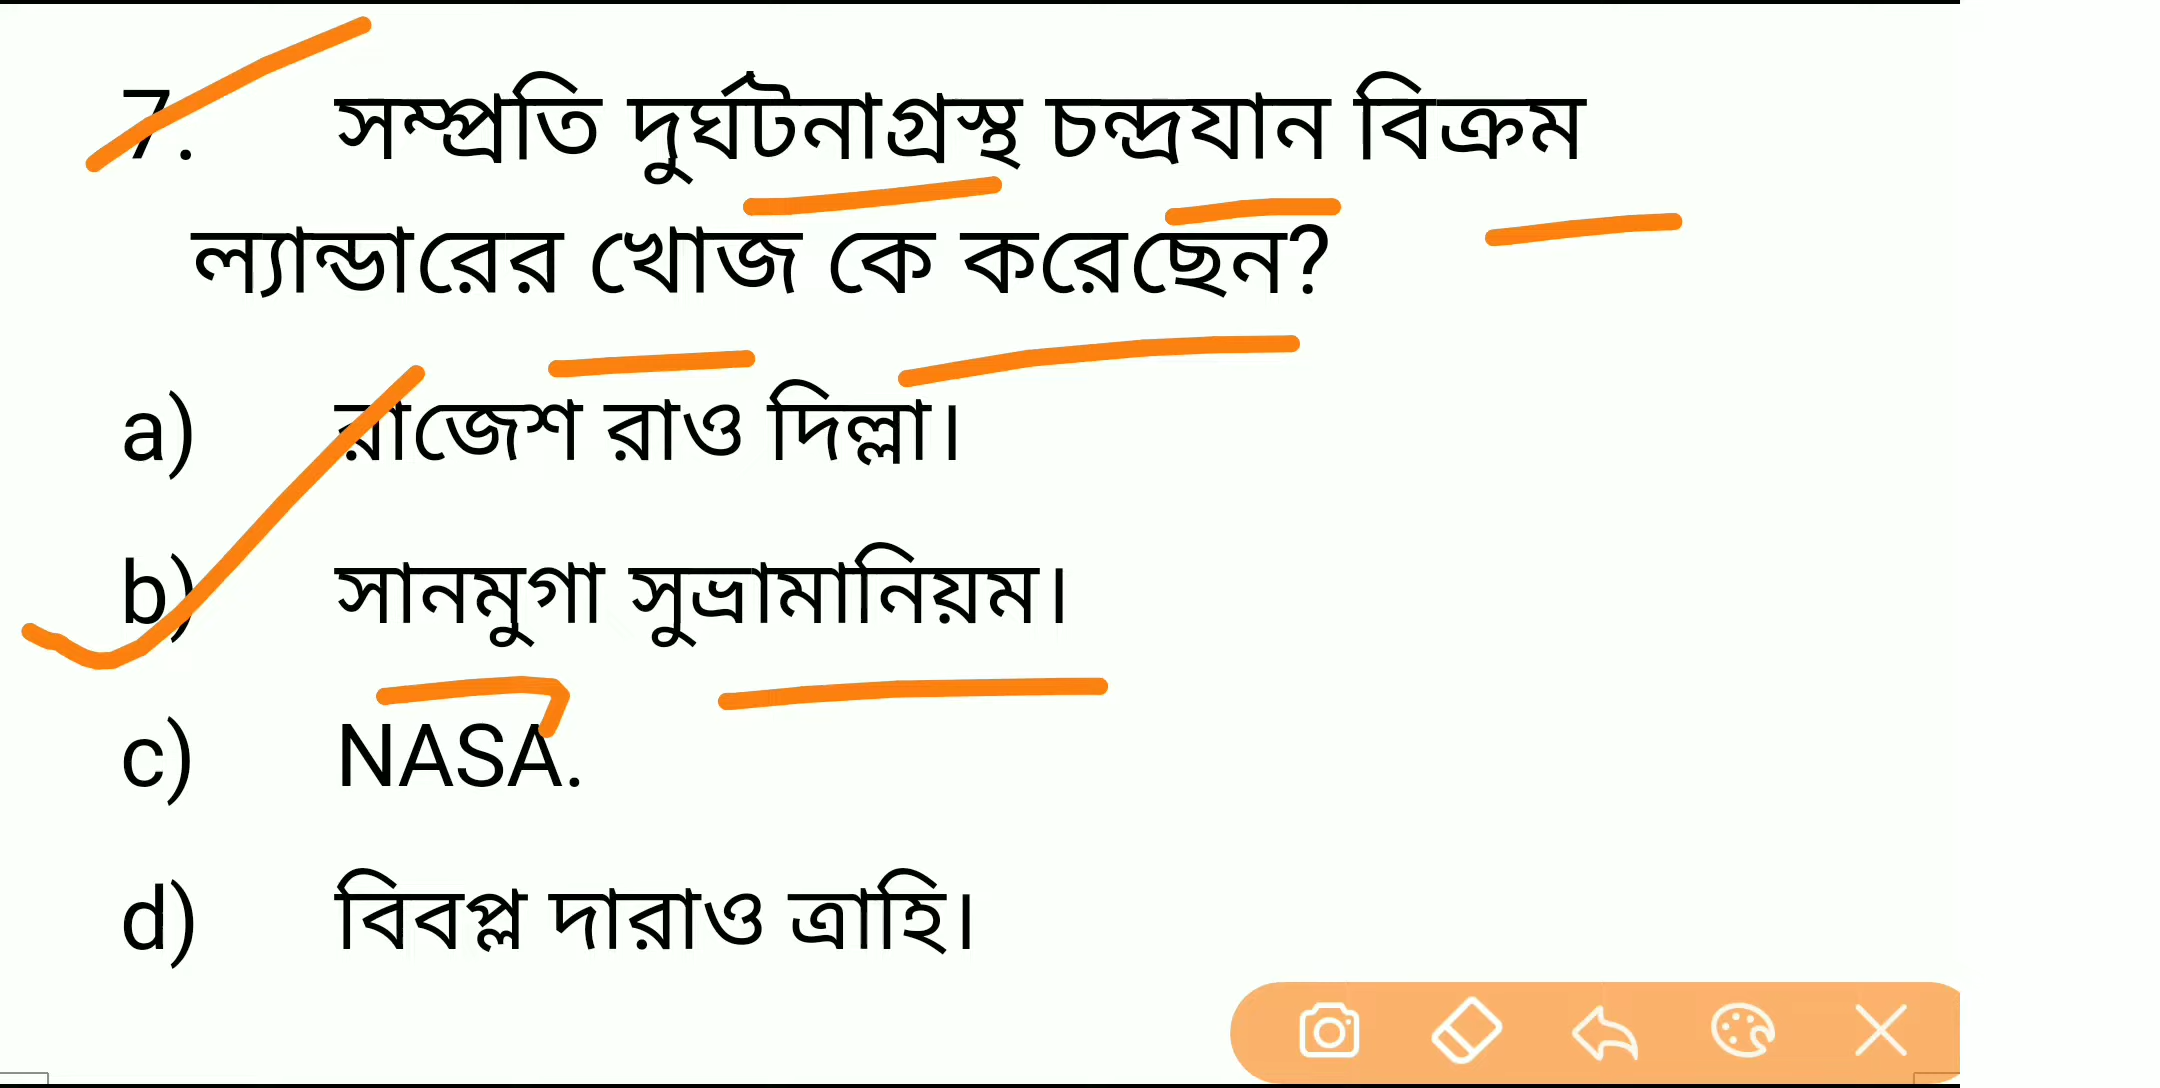 7. সম্প্রতি দুর্ঘটনাগ্রস্থ চন্দ্রযান বিক্রম
ল্যান্ডারের খোজ কে করেছেন?
a) রাজেশ রাও দিল্লা।
b) সানমুগা সুভ্রামানিয়ম।
c) NASA.
d) বিবপ্ল দারাও ত্রাহি।